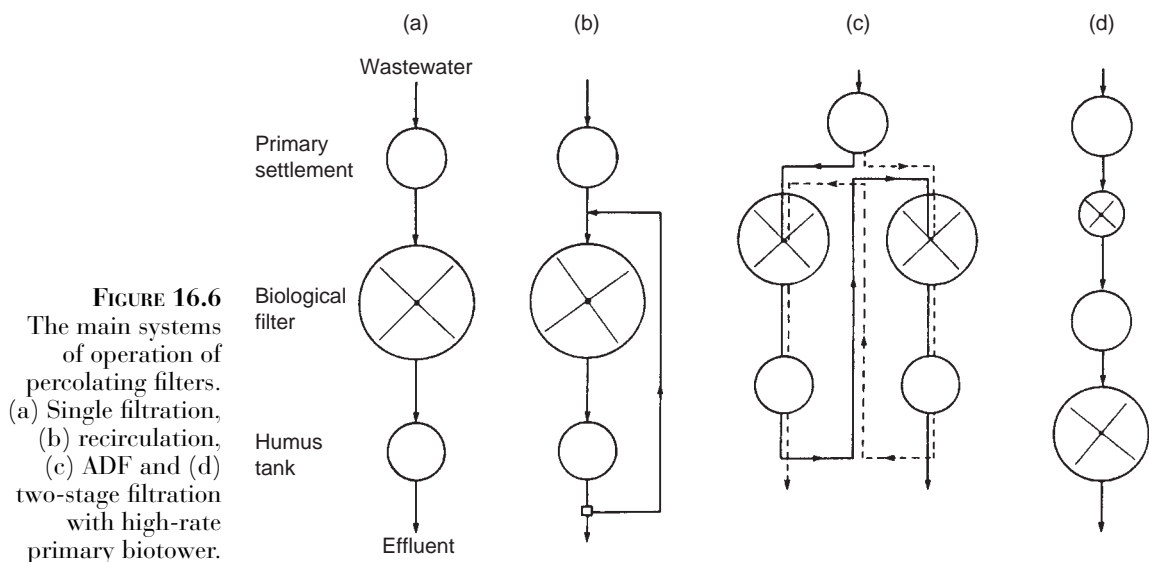 (a)
(b)
(c)
(d)
Wastewater
Primary
settlement
Biological
filter
Humus
tank
Effluent
FIGURE 16.6
The main systems
of operation of
percolating filters.
(a) Single filtration,
(b) recirculation,
(c) ADF and (d)
two-stage filtration
with high-rate
primary biotower.